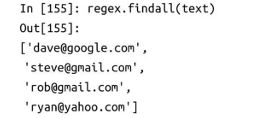 In [155]: regex.findall(text)
Out[155]:
['dave@google.com',
'steve@gmail.com',
'rob@gmail.com',
'ryan@yahoo.com']